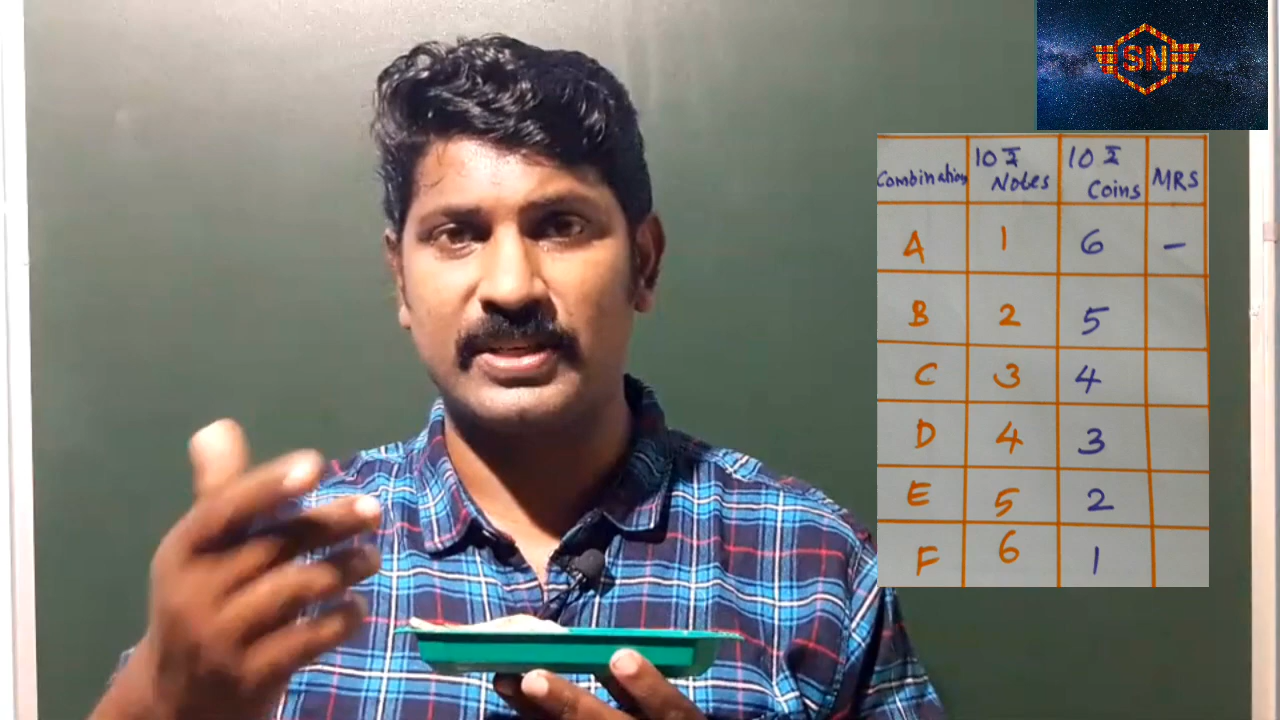 SN
Combination 10 ₹ Notes 10 ₹ Coins MRS
A 1 6 –
B 2 5
C 3 4
D 4 3
E 5 2
F 6 1